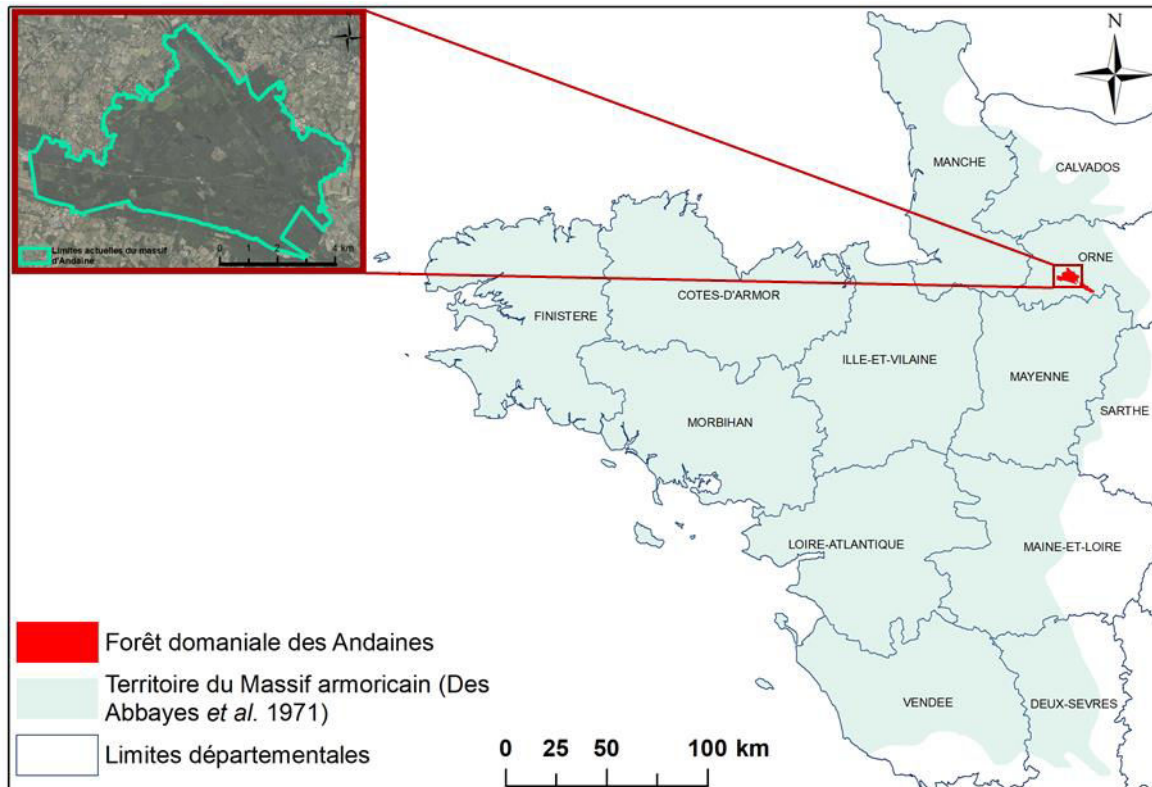 N
MANCHE
CALVADOS
ORNE
Limites actuelles du massif
d'Andaine
0 1 2 4 km
COTES-D'ARMOR
FINISTERE
ILLE-ET-VILAINE
MAYENNE
SARTHE
MORBIHAN
LOIRE-ATLANTIQUE
MAINE-ET-LOIRE
VENDEE
DEUX-SEVRES
Forêt domaniale des Andaines
Territoire du Massif armoricain (Des
Abbayes et al. 1971)
Limites départementales
0 25 50 100 km